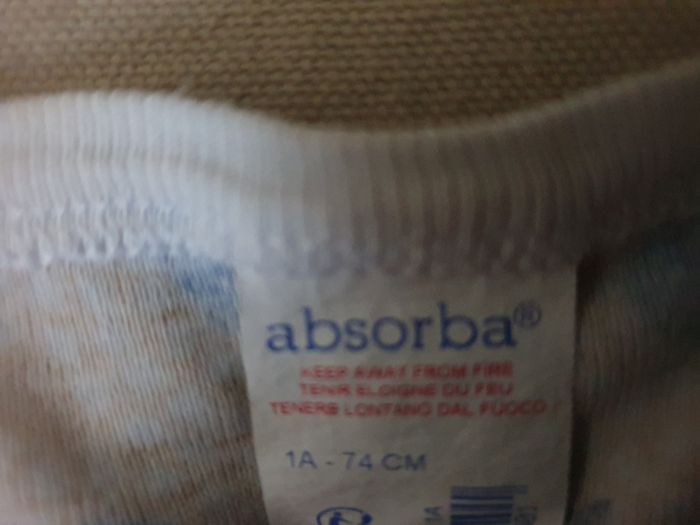 absorba®
KEEP AWAY FROM FIRE
TENIR ELOIGNE DU FEU
TENERE LONTANO DAL FUOCO
1A - 74 CM